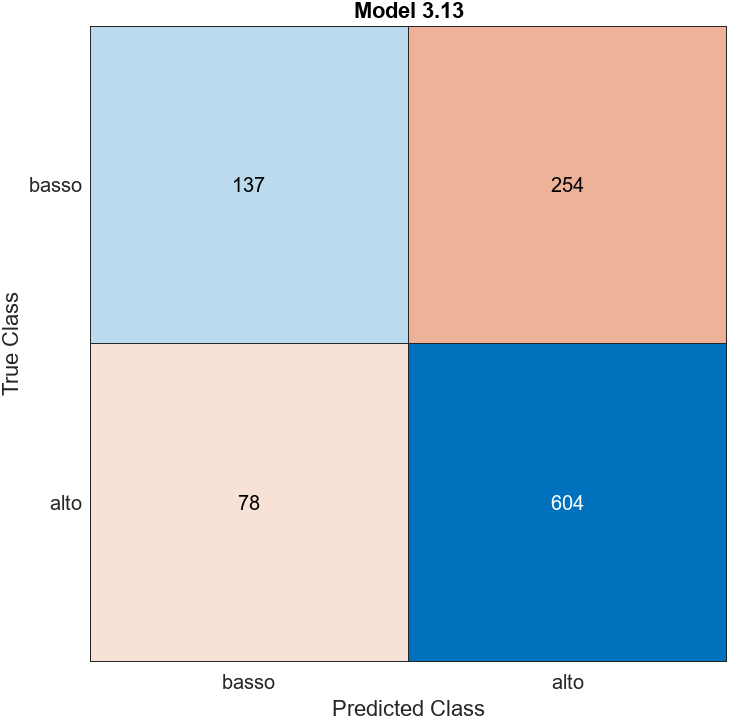 Model 3.13
True Class
basso
137
254
alto
78
604
basso
alto
Predicted Class